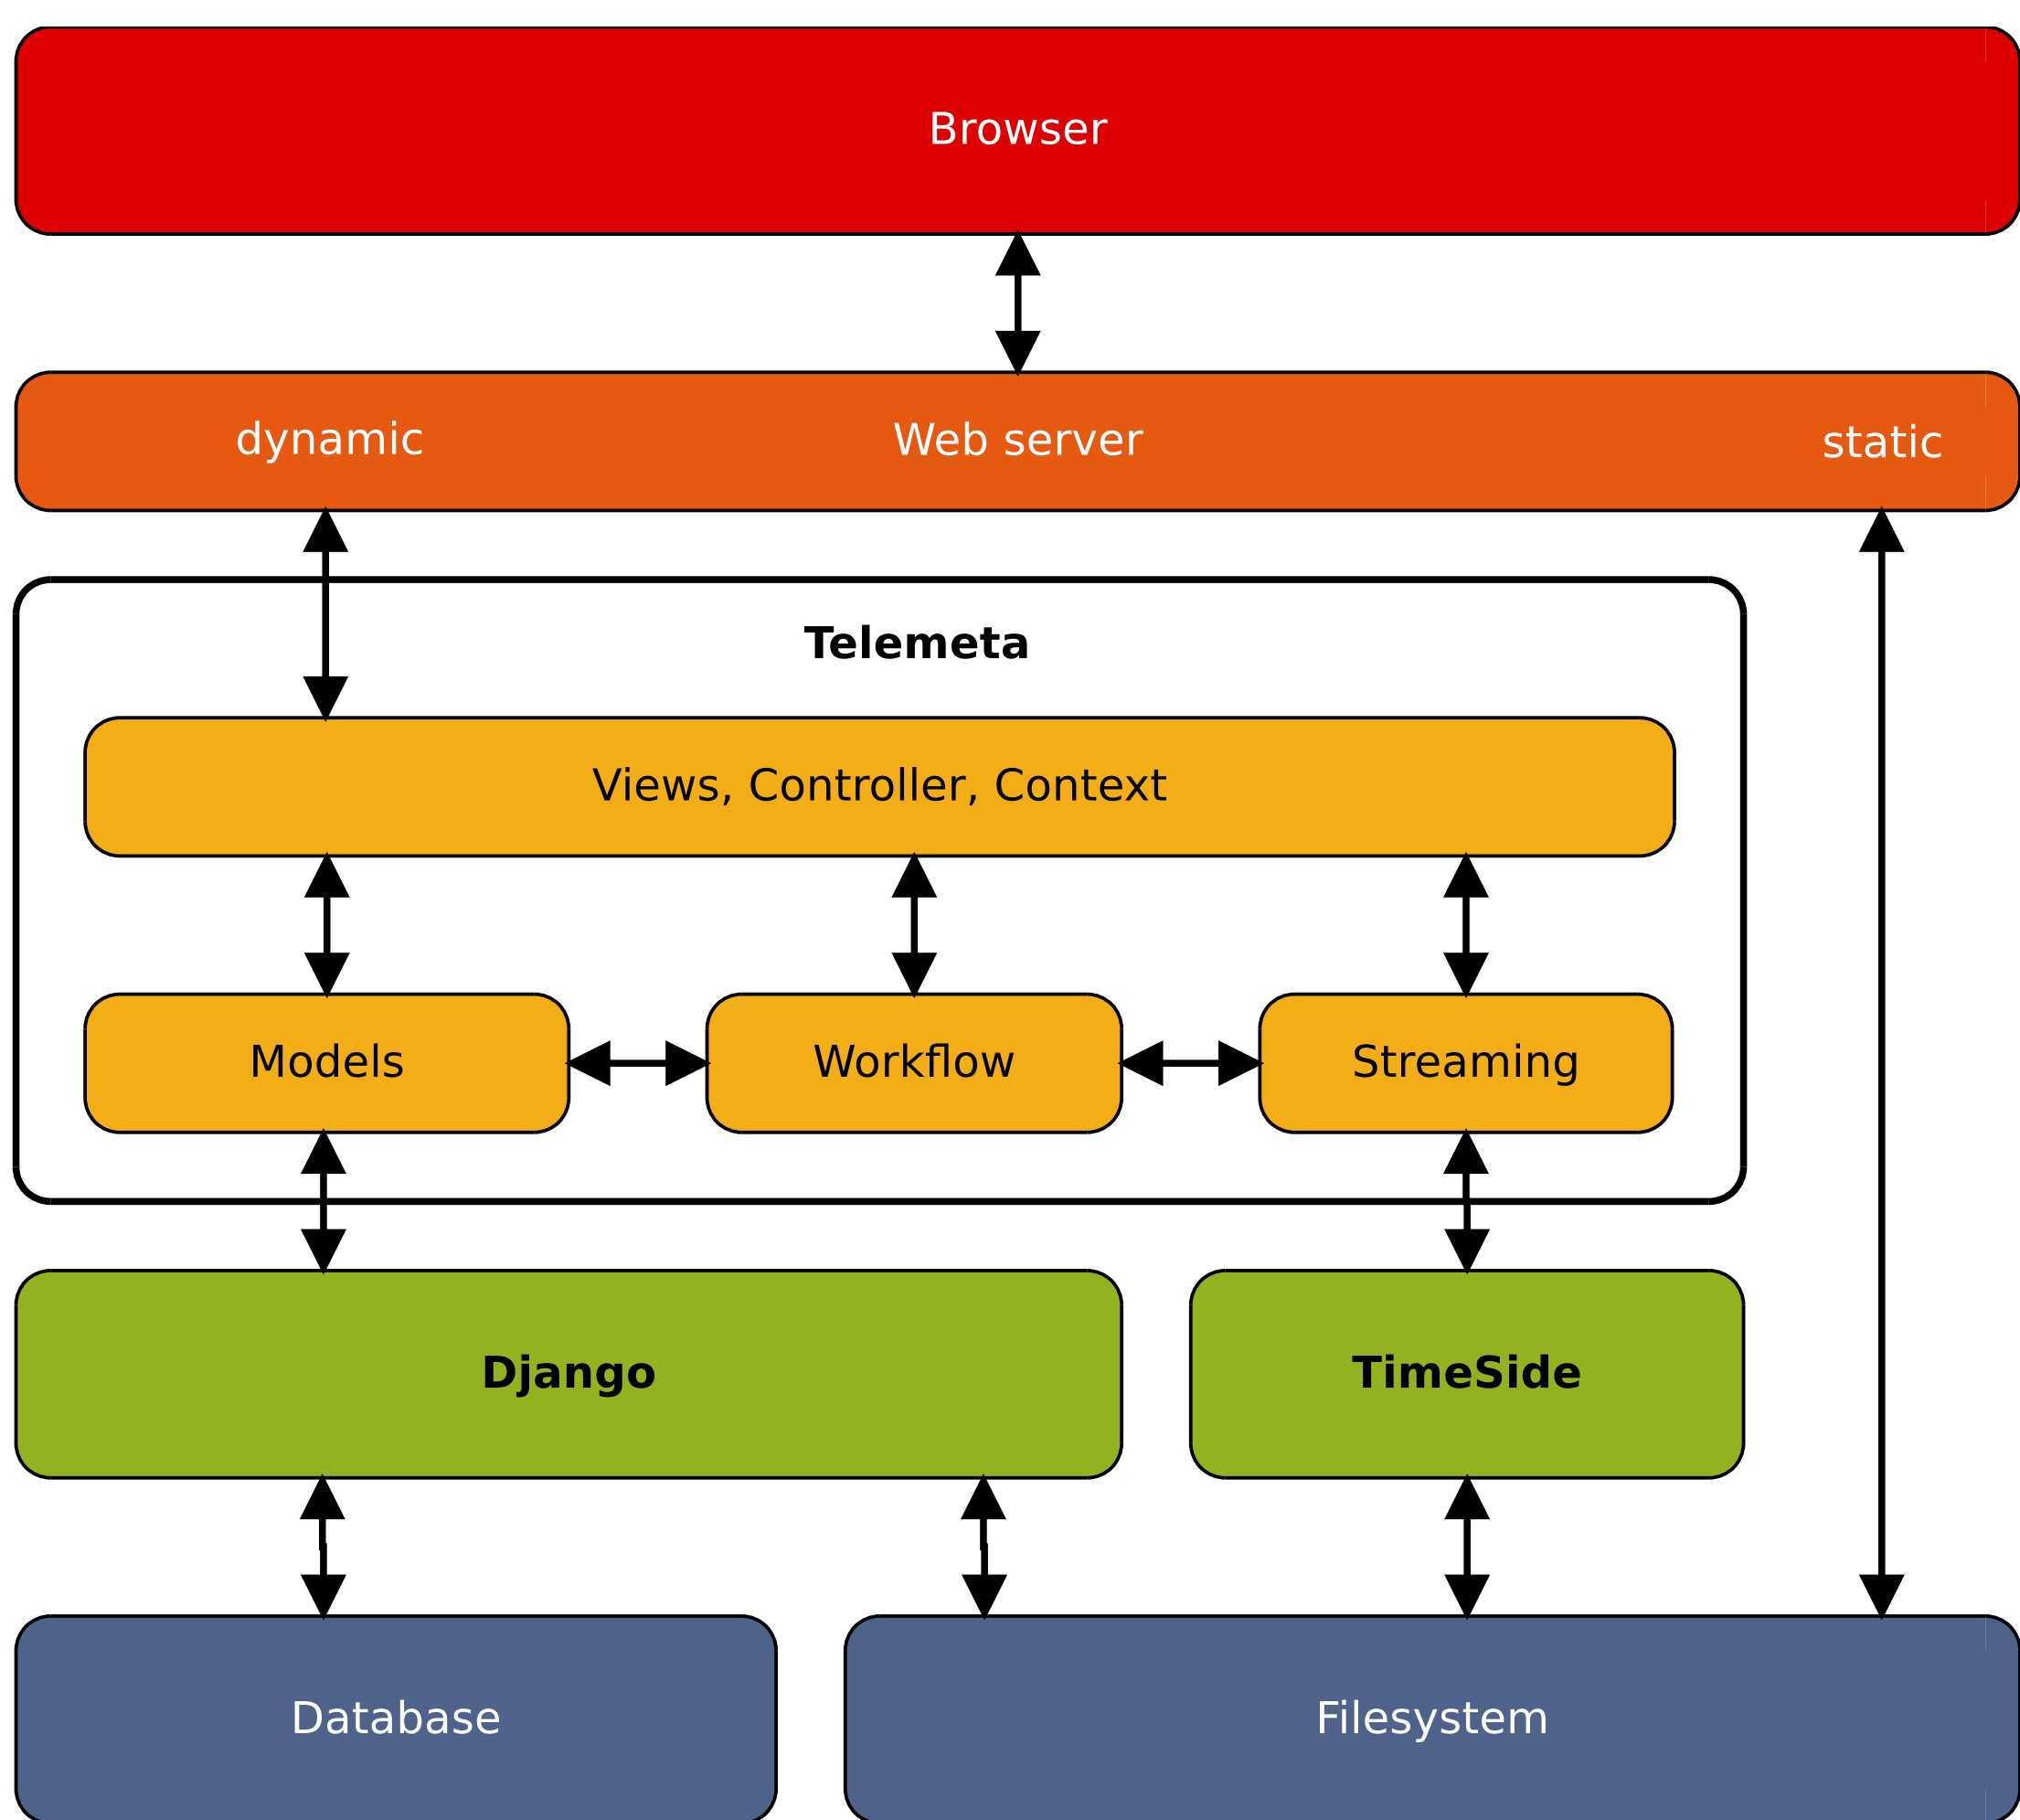 Browser
dynamic
Web server
static
Telemeta
Views, Controller, Context
Models
Workflow
Streaming
Django
TimeSide
Database
Filesystem